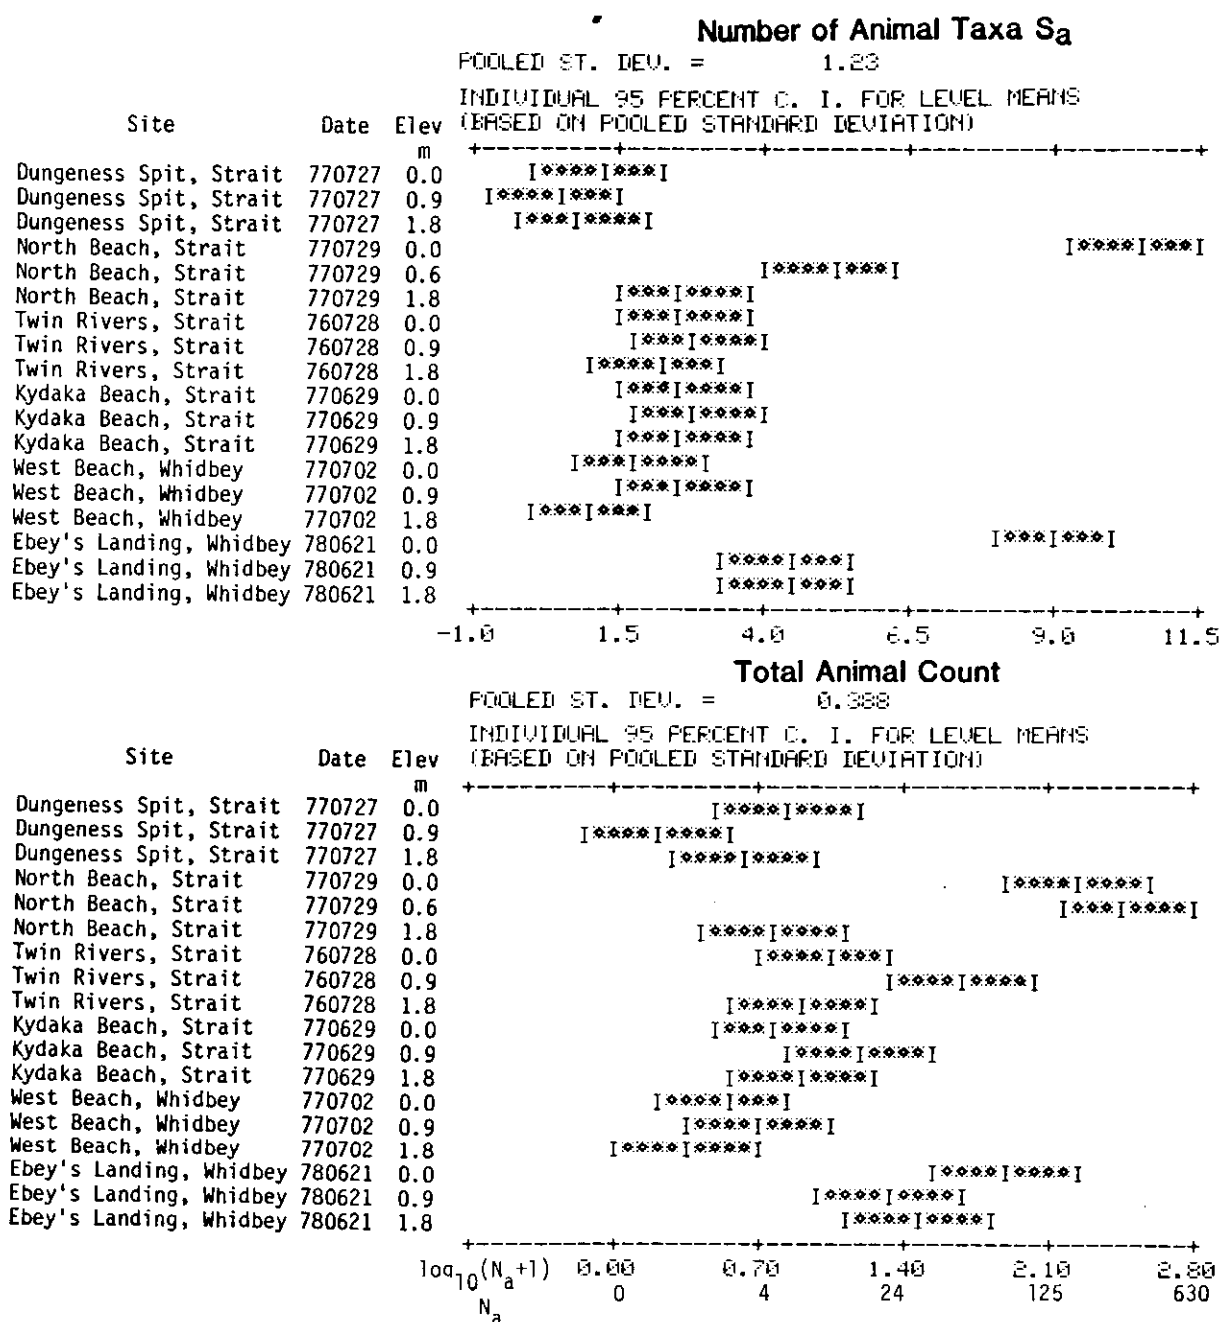 Number of Animal Taxa Sa
POOLED ST. DEV. = 1.23
INDIVIDUAL 95 PERCENT C. I. FOR LEVEL MEANS
Site Date Elev (BASED ON POOLED STANDARD DEVIATION)
m +---------+---------+---------+---------+---------+
Dungeness Spit, Strait 770727 0.0 I****I***I
Dungeness Spit, Strait 770727 0.9 I****I***I
Dungeness Spit, Strait 770727 1.8 I***I****I
North Beach, Strait 770729 0.0 I****I***I
North Beach, Strait 770729 0.6 I****I***I
North Beach, Strait 770729 1.8 I***I****I
Twin Rivers, Strait 760728 0.0 I***I****I
Twin Rivers, Strait 760728 0.9 I***I****I
Twin Rivers, Strait 760728 1.8 I****I***I
Kydaka Beach, Strait 770629 0.0 I***I****I
Kydaka Beach, Strait 770629 0.9 I***I****I
Kydaka Beach, Strait 770629 1.8 I***I****I
West Beach, Whidbey 770702 0.0 I***I****I
West Beach, Whidbey 770702 0.9 I***I****I
West Beach, Whidbey 770702 1.8 I***I***I
Ebey's Landing, Whidbey 780621 0.0 I***I***I
Ebey's Landing, Whidbey 780621 0.9 I****I***I
Ebey's Landing, Whidbey 780621 1.8 I****I***I
+---------+---------+---------+---------+---------+
-1.0 1.5 4.0 6.5 9.0 11.5
Total Animal Count
POOLED ST. DEV. = 0.388
INDIVIDUAL 95 PERCENT C. I. FOR LEVEL MEANS
Site Date Elev (BASED ON POOLED STANDARD DEVIATION)
m +---------+---------+---------+---------+---------+
Dungeness Spit, Strait 770727 0.0 I****I****I
Dungeness Spit, Strait 770727 0.9 I****I****I
Dungeness Spit, Strait 770727 1.8 I****I****I
North Beach, Strait 770729 0.0 I****I****I
North Beach, Strait 770729 0.6 I***I****I
North Beach, Strait 770729 1.8 I****I****I
Twin Rivers, Strait 760728 0.0 I****I***I
Twin Rivers, Strait 760728 0.9 I****I****I
Twin Rivers, Strait 760728 1.8 I****I****I
Kydaka Beach, Strait 770629 0.0 I***I****I
Kydaka Beach, Strait 770629 0.9 I****I****I
Kydaka Beach, Strait 770629 1.8 I****I****I
West Beach, Whidbey 770702 0.0 I****I***I
West Beach, Whidbey 770702 0.9 I****I****I
West Beach, Whidbey 770702 1.8 I****I****I
Ebey's Landing, Whidbey 780621 0.0 I****I****I
Ebey's Landing, Whidbey 780621 0.9 I****I****I
Ebey's Landing, Whidbey 780621 1.8 I****I****I
+---------+---------+---------+---------+---------+
log10(Na+1) 0.00 0.70 1.40 2.10 2.80
Na 0 4 24 125 630